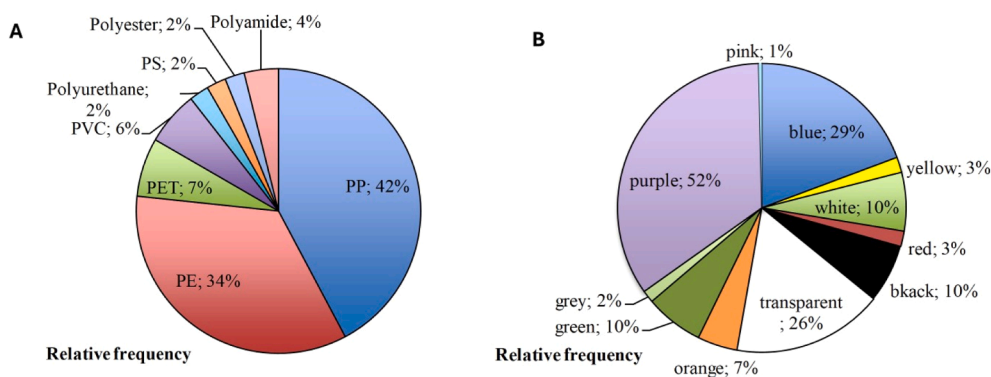 A
Polyester; 2%
Polyamide; 4%
PS; 2%
Polyurethane;
2%
PVC; 6%
PET; 7%
PP; 42%
PE; 34%
Relative frequency
B
pink; 1%
blue; 29%
yellow; 3%
purple; 52%
white; 10%
red; 3%
bkack; 10%
transparent
; 26%
grey; 2%
green; 10%
orange; 7%
Relative frequency